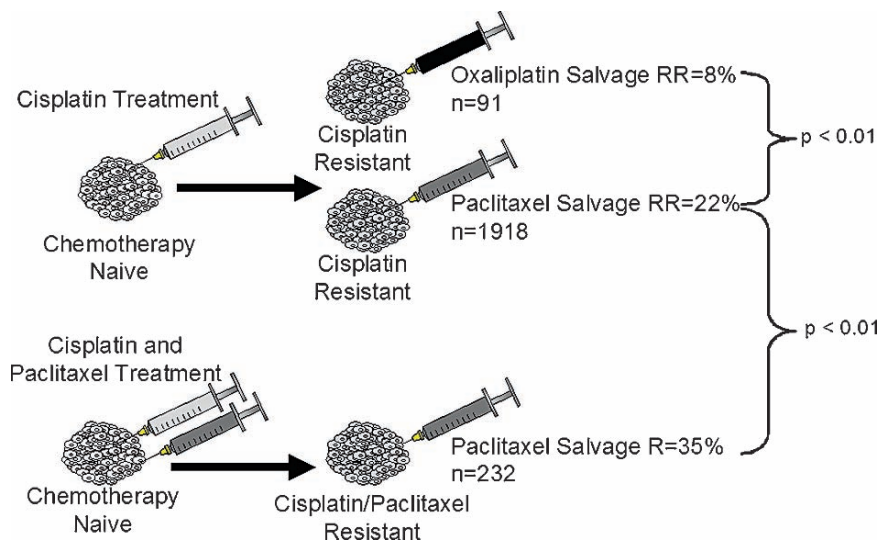 Cisplatin Treatment
Chemotherapy
Naive
Oxaliplatin Salvage RR=8%
n=91
Cisplatin
Resistant
p < 0.01
Paclitaxel Salvage RR=22%
n=1918
Cisplatin
Resistant
p < 0.01
Cisplatin and
Paclitaxel Treatment
Chemotherapy
Naive
Paclitaxel Salvage R=35%
n=232
Cisplatin/Paclitaxel
Resistant